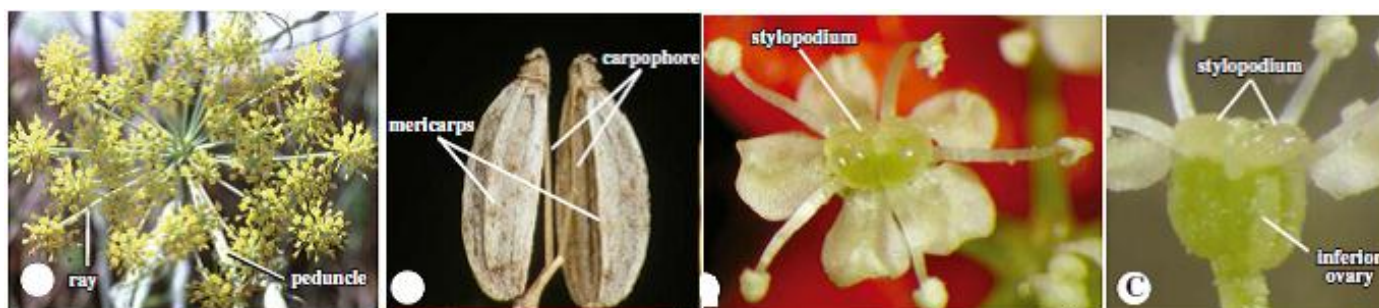 ray
peduncle
mericarps
carpophore
stylopodium
stylopodium
inferior
ovary
C